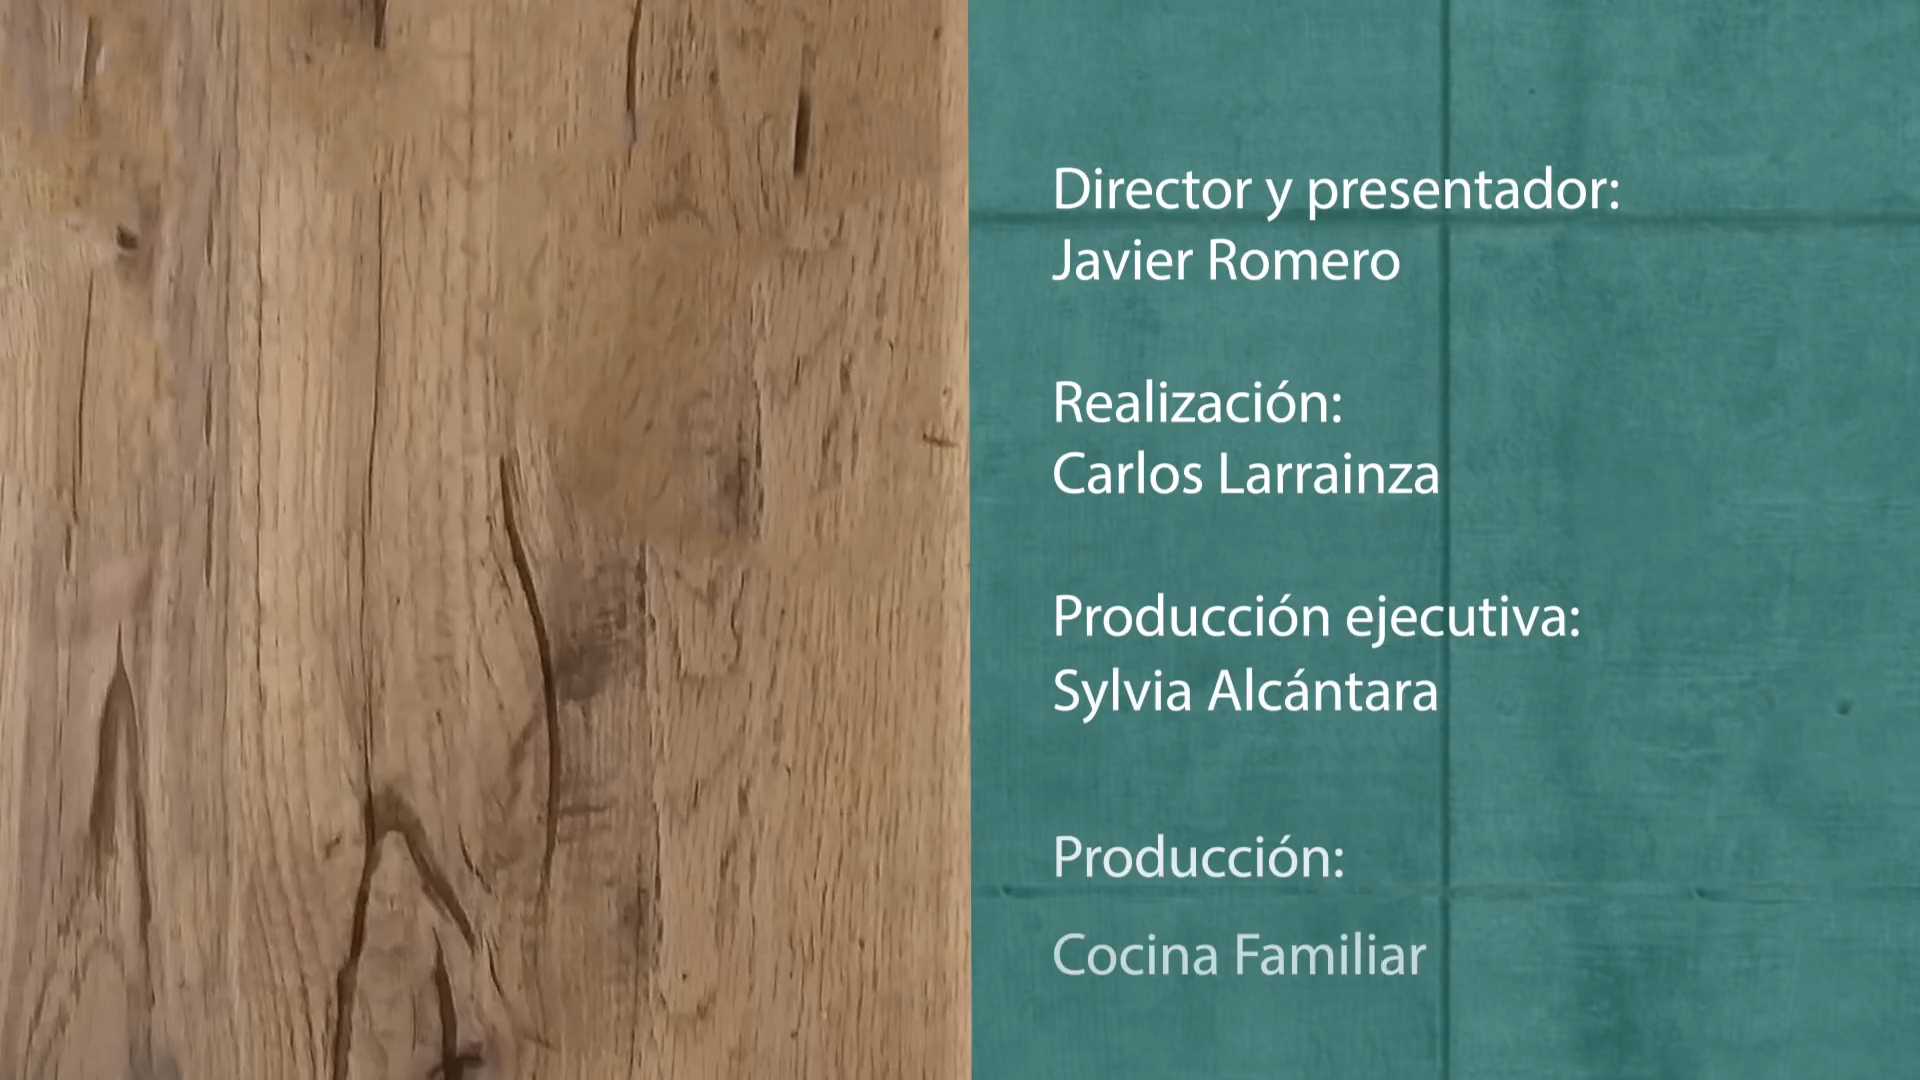 Director y presentador:
Javier Romero
Realización:
Carlos Larrainza
Producción ejecutiva:
Sylvia Alcántara
Producción:
Cocina Familiar